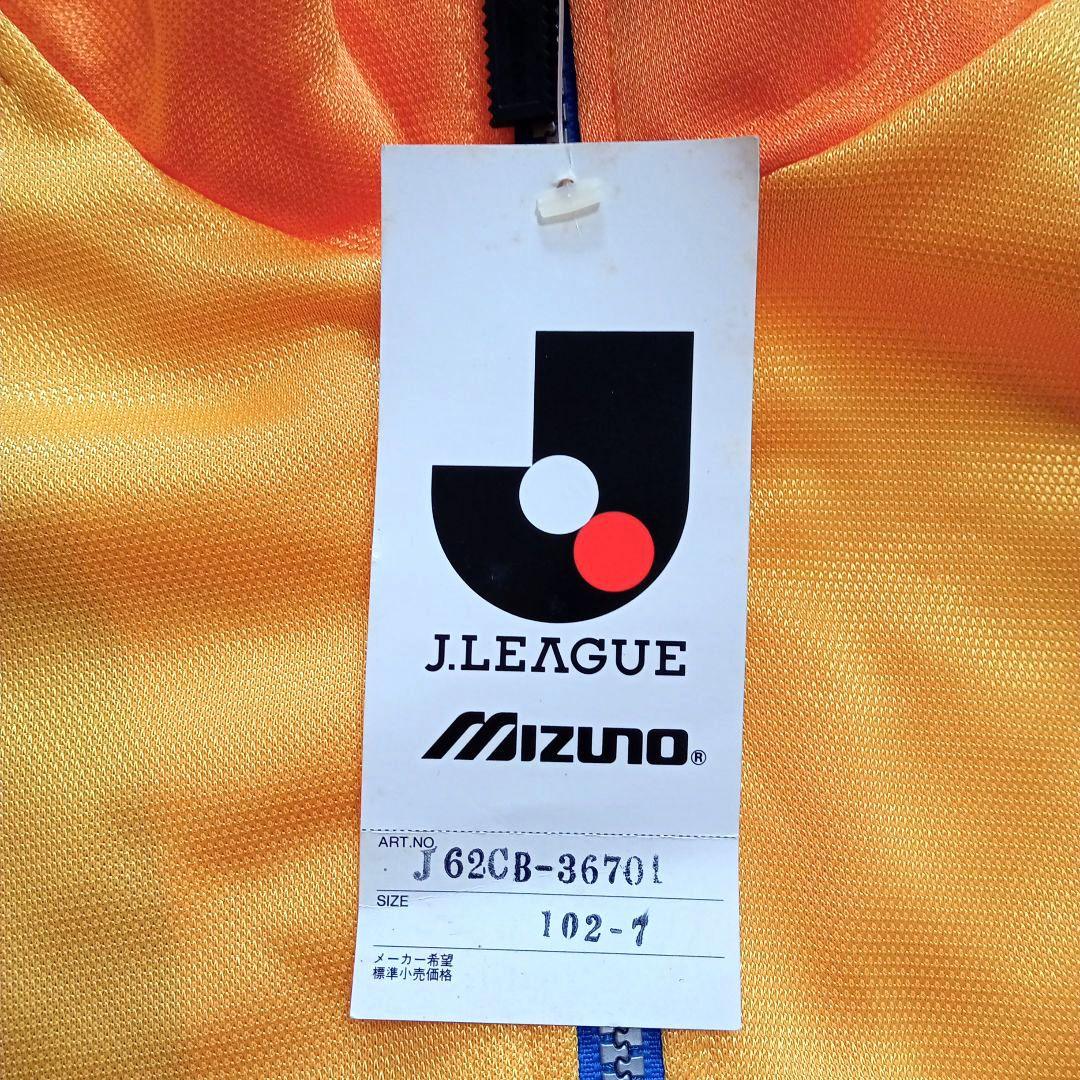 J.LEAGUE
MIZUNO®
ART.NO
J62CB-36701
SIZE
102-7
メーカー希望
標準小売価格